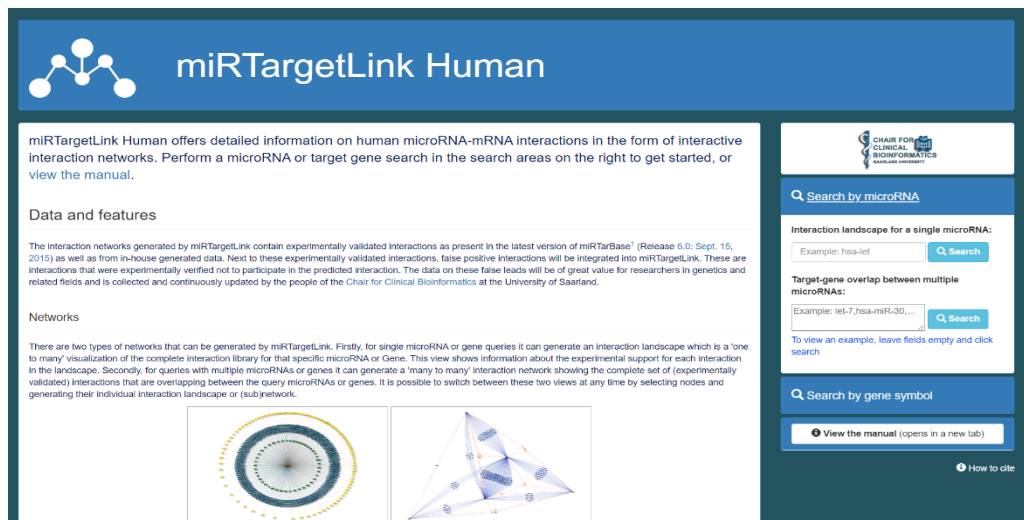 miRTargetLink Human
miRTargetLink Human offers detailed information on human microRNA-mRNA interactions in the form of interactive
interaction networks. Perform a microRNA or target gene search in the search areas on the right to get started, or
view the manual.
Data and features
The interaction networks generated by miRTargetLink contain experimentally validated interactions as present in the latest version of miRTarBase1 (Release 6.0: Sept. 15,
2015) as well as from in-house generated data. Next to these experimentally validated interactions, false positive interactions will be integrated into miRTargetLink. These are
interactions that were experimentally verified not to participate in the predicted interaction. The data on these false leads will be of great value for researchers in genetics and
related fields and is collected and continuously updated by the people of the Chair for Clinical Bioinformatics at the University of Saarland.
Networks
There are two types of networks that can be generated by miRTargetLink. Firstly, for single microRNA or gene queries it can generate an interaction landscape which is a 'one
to many' visualization of the complete interaction library for that specific microRNA or Gene. This view shows information about the experimental support for each interaction
in the landscape. Secondly, for queries with multiple microRNAs or genes it can generate a 'many to many' interaction network showing the complete set of (experimentally
validated) interactions that are overlapping between the query microRNAs or genes. It is possible to switch between these two views at any time by selecting nodes and
generating their individual interaction landscape or (sub)network.
CHAIR FOR
CLINICAL
BIOINFORMATICS
SAARLAND UNIVERSITY
Search by microRNA
Interaction landscape for a single microRNA:
Example: hsa-let
Search
Target-gene overlap between multiple
microRNAs:
Example: let-7,hsa-miR-30,...
Search
To view an example, leave fields empty and click
search
Search by gene symbol
View the manual (opens in a new tab)
How to cite